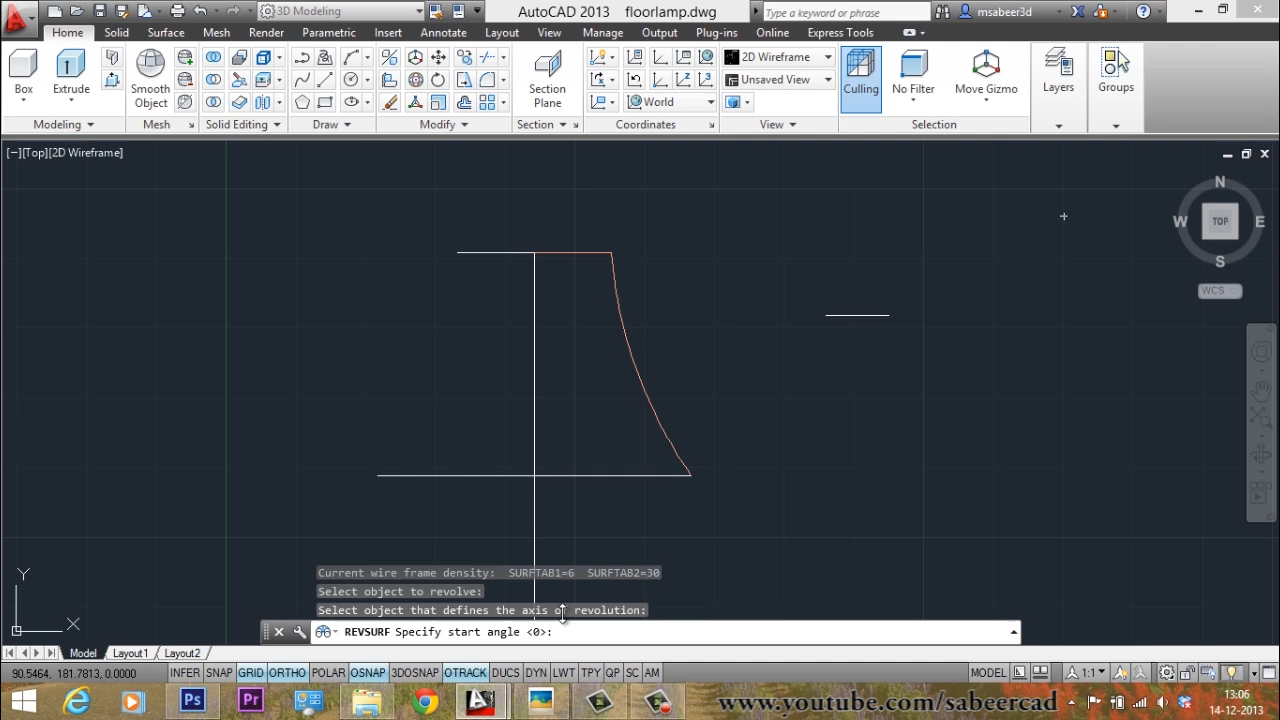 3D Modeling
AutoCAD 2013 floorlamp.dwg
Type a keyword or phrase
msabeer3d
Home Solid Surface Mesh Render Parametric Insert Annotate Layout View Manage Output Plug-ins Online Express Tools
Box
Extrude
Smooth Object
Section Plane
World
2D Wireframe
Unsaved View
Culling
No Filter
Move Gizmo
Layers
Groups
Modeling
Mesh
Solid Editing
Draw
Modify
Section
Coordinates
View
Selection
[−][Top][2D Wireframe]
N
W TOP E
S
WCS
Y
X
Current wire frame density: SURFTAB1=6 SURFTAB2=30
Select object to revolve:
Select object that defines the axis of revolution:
REVSURF Specify start angle <0>:
Model Layout1 Layout2
90.5464, 181.7813, 0.0000 INFER SNAP GRID ORTHO POLAR OSNAP 3DOSNAP OTRACK DUCS DYN LWT TPY QP SC AM MODEL 1:1
Ps
Pr
www.youtube.com/sabeercad
13:06
14-12-2013